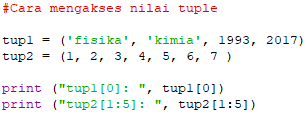 #Cara mengakses nilai tuple
tup1 = ('fisika', 'kimia', 1993, 2017)
tup2 = (1, 2, 3, 4, 5, 6, 7 )
print ("tup1[0]: ", tup1[0])
print ("tup2[1:5]: ", tup2[1:5])